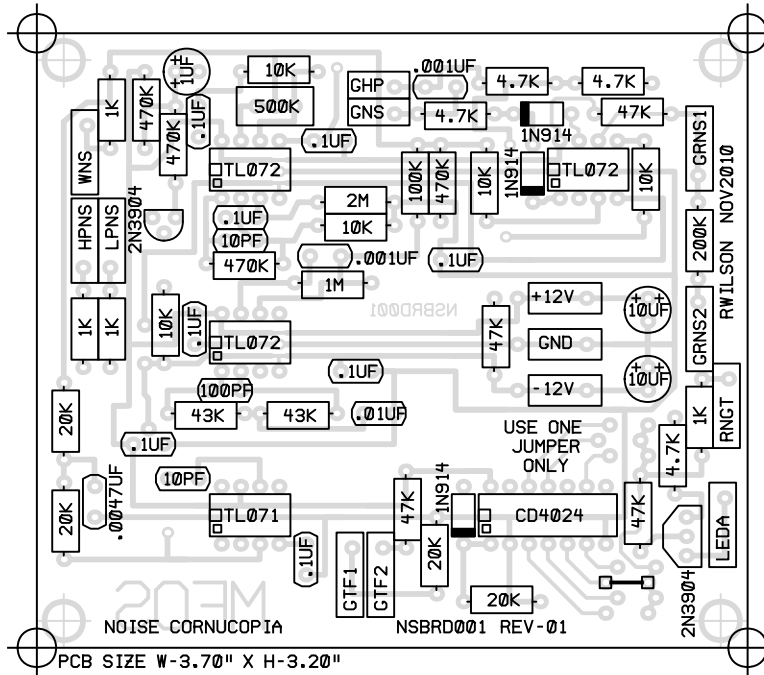 .001UF
+
+
1UF
10K
4.7K
4.7K
GHP
1K
470K
500K
GNS
4.7K
47K
.1UF
1N914
GRNS1
470K
.1UF
WNS
TL072
100K
470K
10K
1N914
TL072
10K
2M
2N3904
.1UF
10K
HPNS
LPNS
10PF
470K
.001UF
.1UF
200K
RWILSON NOV2010
1M
+12V
+
+
10UF
NSBRD001
1K
1K
10K
.1UF
TL072
47K
GND
GRNS2
.1UF
-12V
+
+
10UF
100PF
20K
43K
43K
.01UF
USE ONE
JUMPER
ONLY
1K
RNGT
.1UF
4.7K
10PF
20K
.0047UF
TL071
47K
1N914
CD4024
47K
LEDA
20K
.1UF
GTF1
GTF2
20K
2N3904
MFOS
NOISE CORNUCOPIA
NSBRD001 REV-01
PCB SIZE W-3.70" X H-3.20"